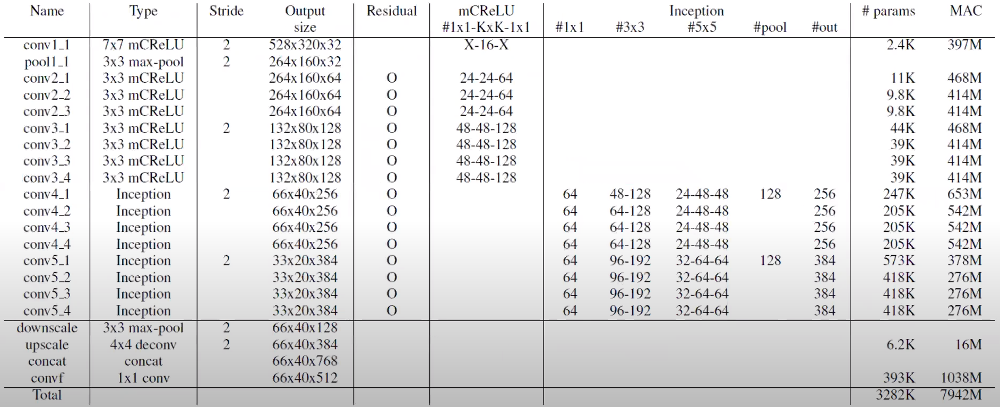 Name Type Stride Output size Residual mCReLU #1x1-KxK-1x1 Inception #1x1 #3x3 #5x5 #pool #out # params MAC
conv1_1 7x7 mCReLU 2 528x320x32 X-16-X 2.4K 397M
pool1_1 3x3 max-pool 2 264x160x32
conv2_1 3x3 mCReLU 264x160x64 O 24-24-64 11K 468M
conv2_2 3x3 mCReLU 264x160x64 O 24-24-64 9.8K 414M
conv2_3 3x3 mCReLU 264x160x64 O 24-24-64 9.8K 414M
conv3_1 3x3 mCReLU 2 132x80x128 O 48-48-128 44K 468M
conv3_2 3x3 mCReLU 132x80x128 O 48-48-128 39K 414M
conv3_3 3x3 mCReLU 132x80x128 O 48-48-128 39K 414M
conv3_4 3x3 mCReLU 132x80x128 O 48-48-128 39K 414M
conv4_1 Inception 2 66x40x256 O 64 48-128 24-48-48 128 256 247K 653M
conv4_2 Inception 66x40x256 O 64 64-128 24-48-48 256 205K 542M
conv4_3 Inception 66x40x256 O 64 64-128 24-48-48 256 205K 542M
conv4_4 Inception 66x40x256 O 64 64-128 24-48-48 256 205K 542M
conv5_1 Inception 2 33x20x384 O 64 96-192 32-64-64 128 384 573K 378M
conv5_2 Inception 33x20x384 O 64 96-192 32-64-64 384 418K 276M
conv5_3 Inception 33x20x384 O 64 96-192 32-64-64 384 418K 276M
conv5_4 Inception 33x20x384 O 64 96-192 32-64-64 384 418K 276M
downscale 3x3 max-pool 2 66x40x128
upscale 4x4 deconv 2 66x40x384 6.2K 16M
concat concat 66x40x768
convf 1x1 conv 66x40x512 393K 1038M
Total 3282K 7942M